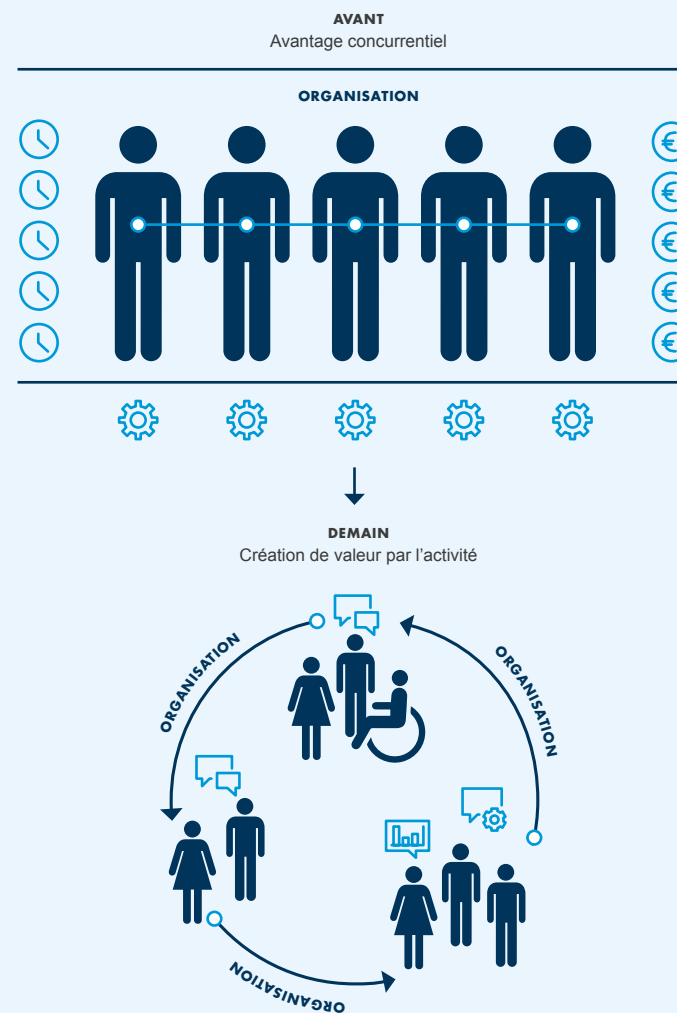 AVANT
Avantage concurrentiel
ORGANISATION
€
€
€
€
€
DEMAIN
Création de valeur par l’activité
ORGANISATION
ORGANISATION
ORGANISATION